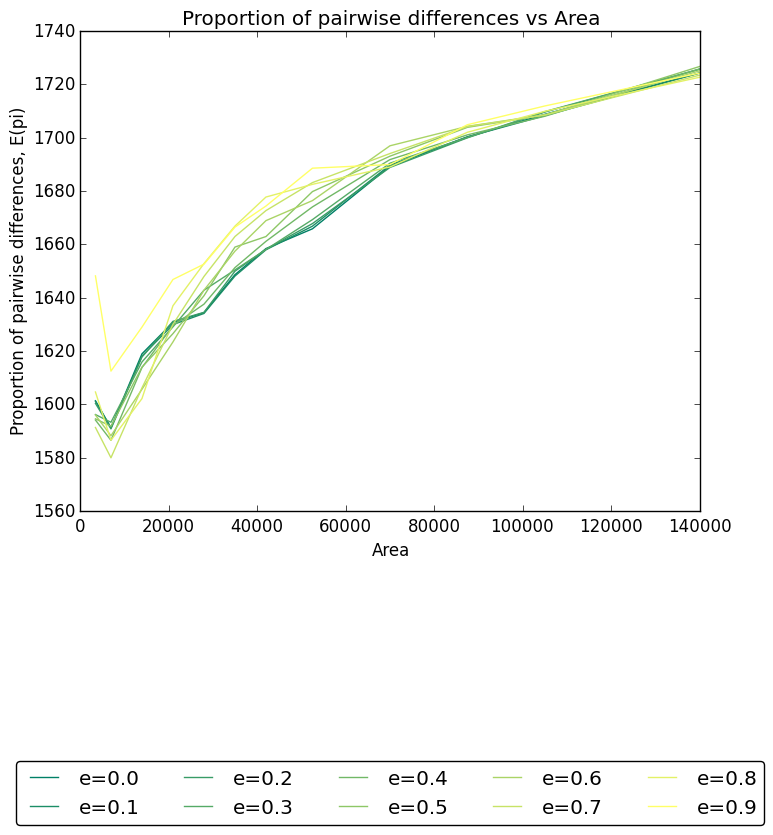 Proportion of pairwise differences vs Area
Proportion of pairwise differences, E(pi)
1740
1720
1700
1680
1660
1640
1620
1600
1580
1560
0 20000 40000 60000 80000 100000 120000 140000
Area
e=0.0 e=0.2 e=0.4 e=0.6 e=0.8
e=0.1 e=0.3 e=0.5 e=0.7 e=0.9